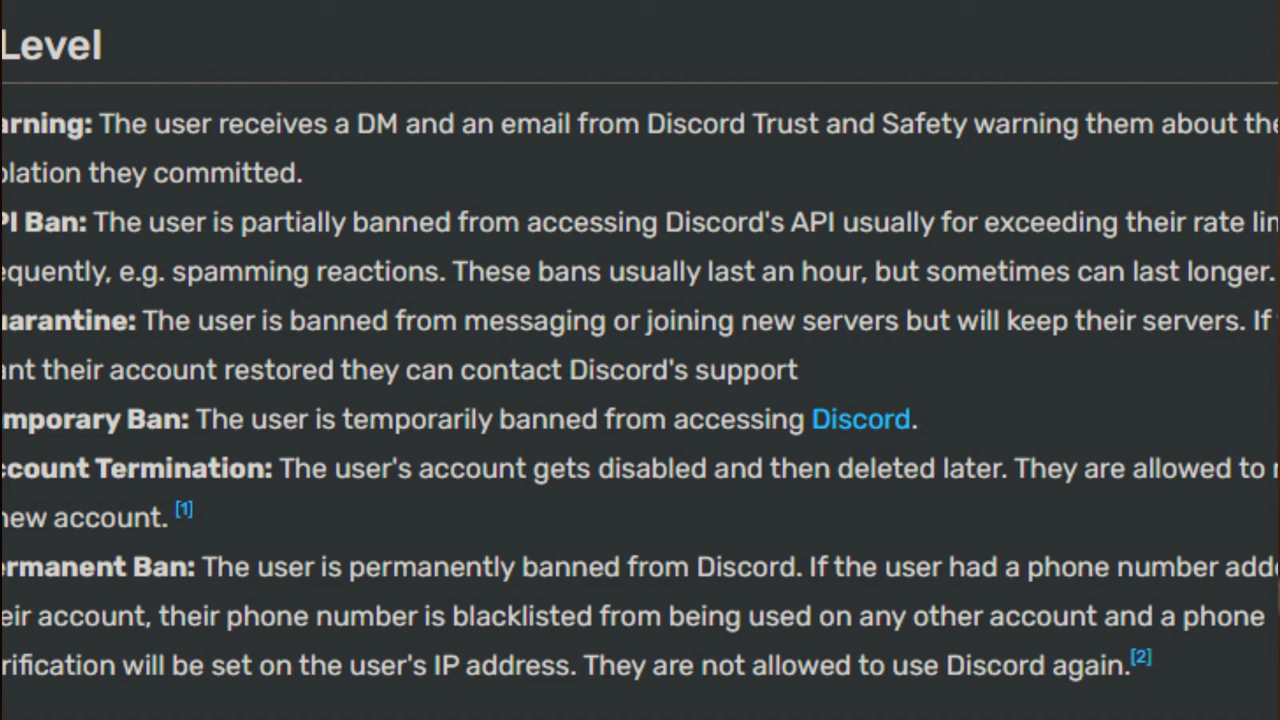 Level
arning: The user receives a DM and an email from Discord Trust and Safety warning them about the
olation they committed.
PI Ban: The user is partially banned from accessing Discord's API usually for exceeding their rate lim
equently, e.g. spamming reactions. These bans usually last an hour, but sometimes can last longer.
uarantine: The user is banned from messaging or joining new servers but will keep their servers. If
ant their account restored they can contact Discord's support
mporary Ban: The user is temporarily banned from accessing Discord.
ccount Termination: The user's account gets disabled and then deleted later. They are allowed to
new account. [1]
ermanent Ban: The user is permanently banned from Discord. If the user had a phone number adde
eir account, their phone number is blacklisted from being used on any other account and a phone
rification will be set on the user's IP address. They are not allowed to use Discord again.[2]